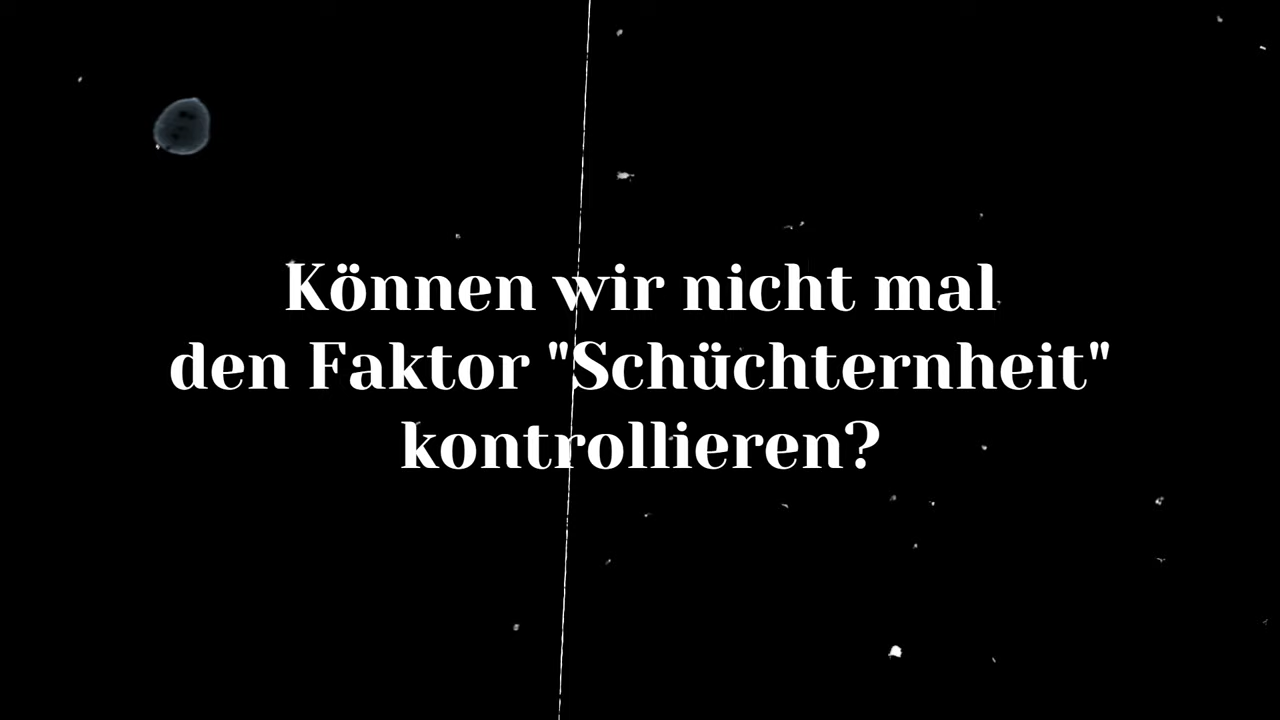 Können wir nicht mal
den Faktor "Schüchternheit"
kontrollieren?